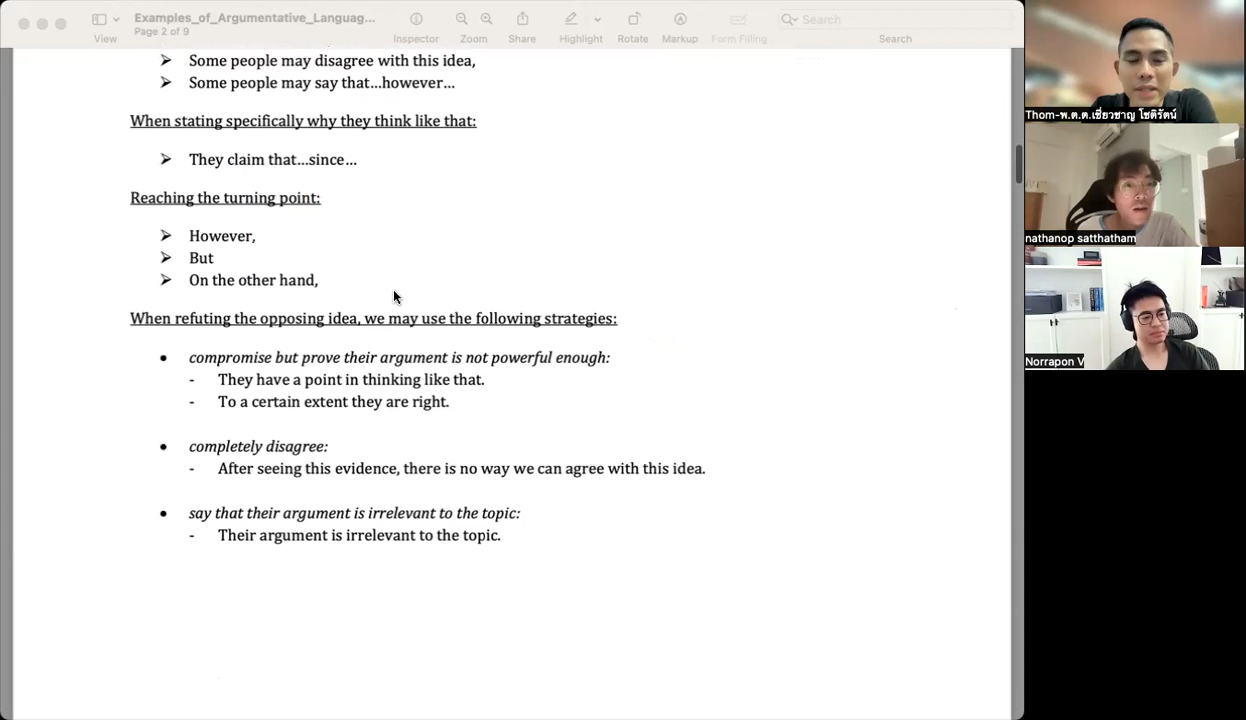 Examples_of_Argumentative_Languag...
Page 2 of 9
View
Inspector
Zoom
Share
Highlight
Rotate
Markup
Form Filling
Search
Search
➤ Some people may disagree with this idea,
➤ Some people may say that...however...
When stating specifically why they think like that:
➤ They claim that...since...
Reaching the turning point:
➤ However,
➤ But
➤ On the other hand,
When refuting the opposing idea, we may use the following strategies:
• compromise but prove their argument is not powerful enough:
- They have a point in thinking like that.
- To a certain extent they are right.
• completely disagree:
- After seeing this evidence, there is no way we can agree with this idea.
• say that their argument is irrelevant to the topic:
- Their argument is irrelevant to the topic.
Thom-พ.ต.ต.เชี่ยวชาญ โชติรัตน์
nathanop satthatham
Norrapon V